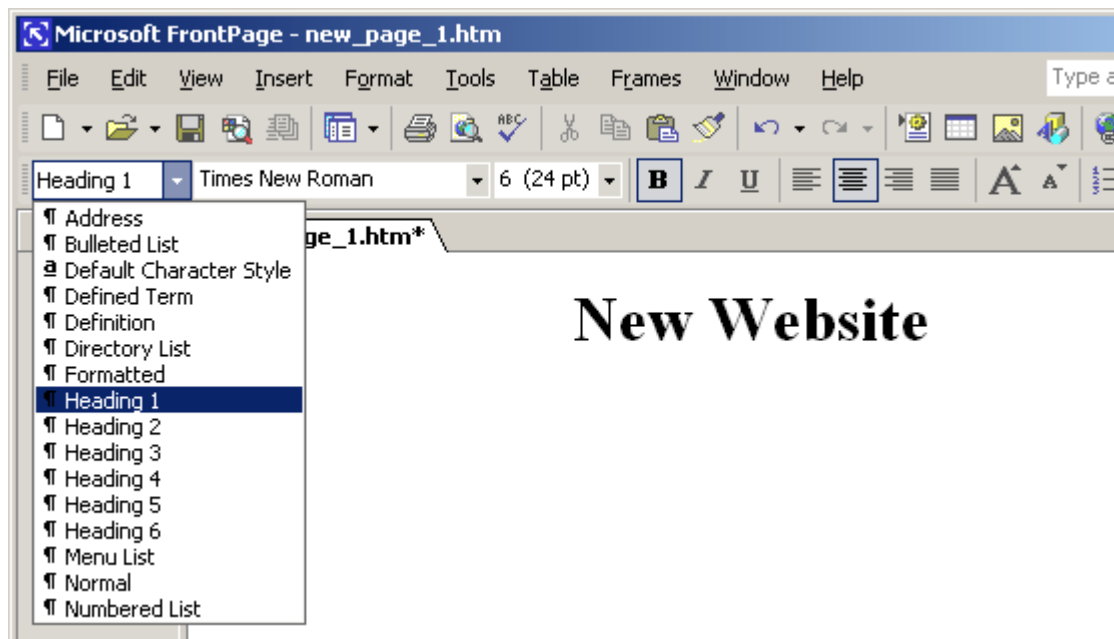 Microsoft FrontPage - new_page_1.htm
File Edit View Insert Format Tools Table Frames Window Help Type a
ABC
Heading 1 Times New Roman 6 (24 pt) B I U A A
¶ Address
ge_1.htm*
¶ Bulleted List
a Default Character Style
¶ Defined Term
¶ Definition
New Website
¶ Directory List
¶ Formatted
¶ Heading 1
¶ Heading 2
¶ Heading 3
¶ Heading 4
¶ Heading 5
¶ Heading 6
¶ Menu List
¶ Normal
¶ Numbered List